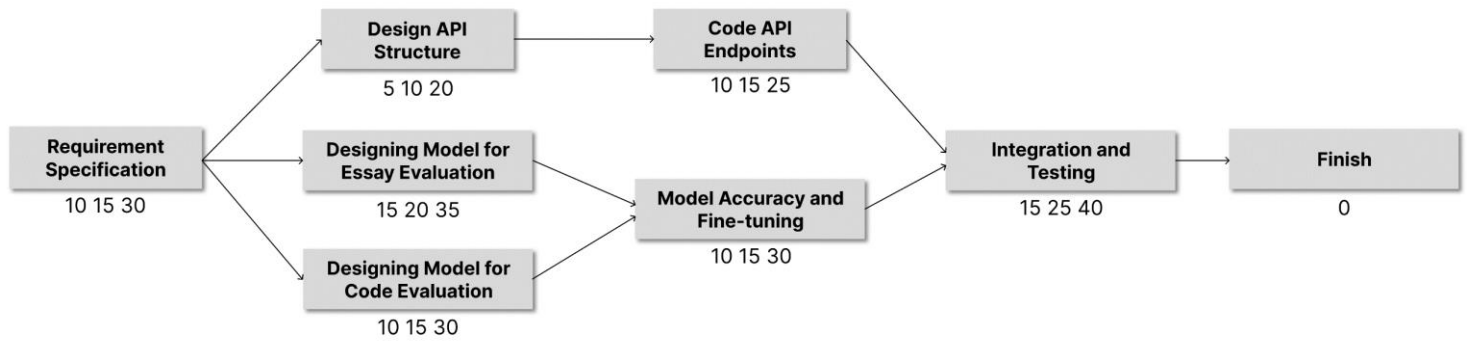 Design API
Structure
5 10 20
Code API
Endpoints
10 15 25
Requirement
Specification
10 15 30
Designing Model for
Essay Evaluation
15 20 35
Designing Model for
Code Evaluation
10 15 30
Model Accuracy and
Fine-tuning
10 15 30
Integration and
Testing
15 25 40
Finish
0